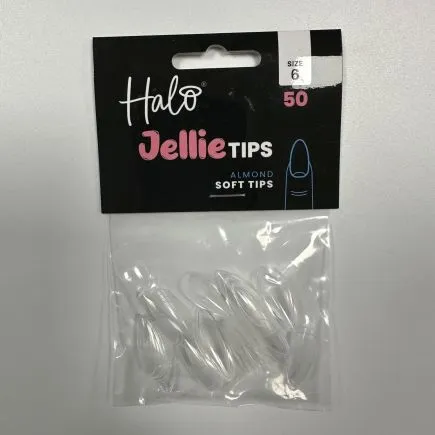 SIZE
6
50
Halo®
Jellie TIPS
ALMOND
SOFT TIPS